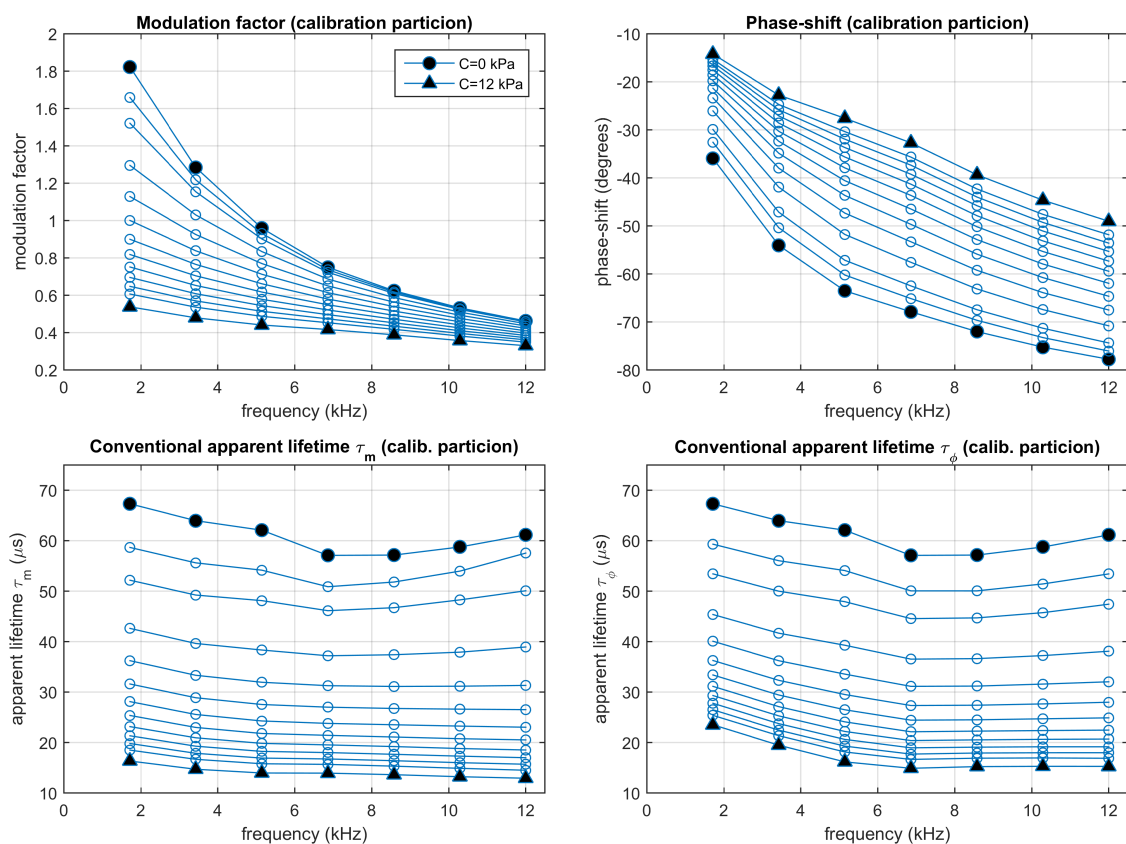 Modulation factor (calibration particion)
2
1.8
1.6
1.4
1.2
1
0.8
0.6
0.4
0.2
modulation factor
C=0 kPa
C=12 kPa
0 2 4 6 8 10 12
frequency (kHz)
Phase-shift (calibration particion)
-10
-20
-30
-40
-50
-60
-70
-80
phase-shift (degrees)
0 2 4 6 8 10 12
frequency (kHz)
Conventional apparent lifetime τm (calib. particion)
70
60
50
40
30
20
10
apparent lifetime τm (μs)
0 2 4 6 8 10 12
frequency (kHz)
Conventional apparent lifetime τϕ (calib. particion)
70
60
50
40
30
20
10
apparent lifetime τϕ (μs)
0 2 4 6 8 10 12
frequency (kHz)